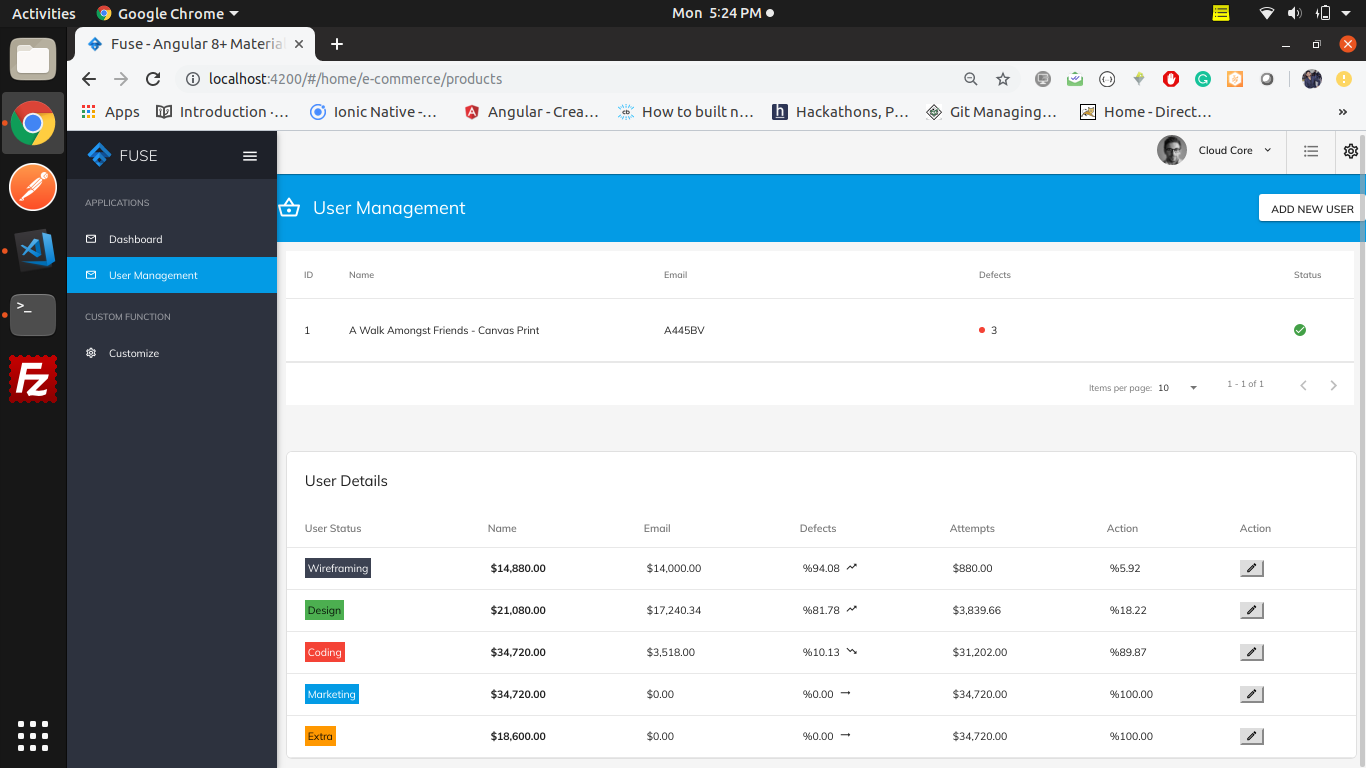 Activities Google Chrome Mon 5:24 PM
Fuse - Angular 8+ Material
localhost:4200/#/home/e-commerce/products
Apps Introduction -... Ionic Native -... Angular - Crea... How to built n... Hackathons, P... Git Managing... Home - Direct... »
FUSE
Cloud Core
APPLICATIONS
Dashboard
User Management
CUSTOM FUNCTION
Customize
User Management
ADD NEW USER
ID Name Email Defects Status
1 A Walk Amongst Friends - Canvas Print A445BV 3
Items per page: 10 1 - 1 of 1
User Details
User Status Name Email Defects Attempts Action Action
Wireframing $14,880.00 $14,000.00 %94.08 $880.00 %5.92
Design $21,080.00 $17,240.34 %81.78 $3,839.66 %18.22
Coding $34,720.00 $3,518.00 %10.13 $31,202.00 %89.87
Marketing $34,720.00 $0.00 %0.00 $34,720.00 %100.00
Extra $18,600.00 $0.00 %0.00 $34,720.00 %100.00